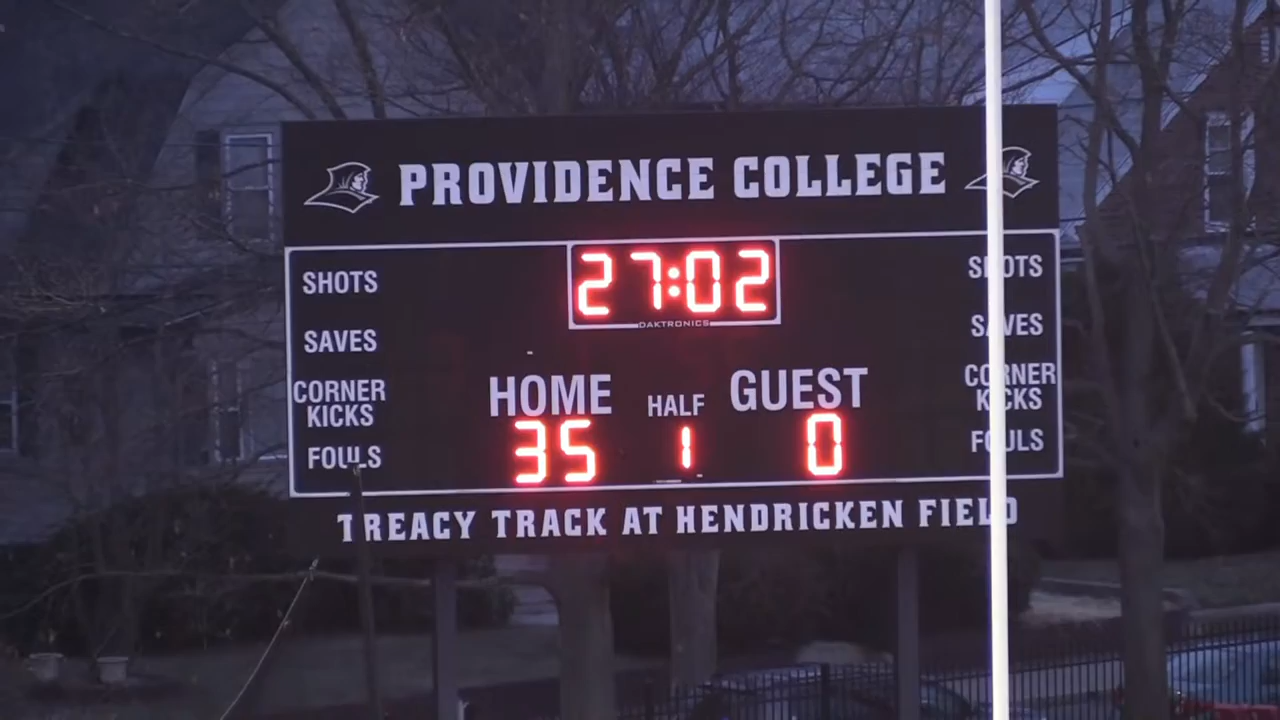 PROVIDENCE COLLEGE
27:02
DAKTRONICS
SHOTS
SAVES
CORNER
KICKS
FOULS
HOME
35
HALF
1
GUEST
0
SHOTS
SAVES
CORNER
KICKS
FOULS
TREACY TRACK AT HENDRICKEN FIELD